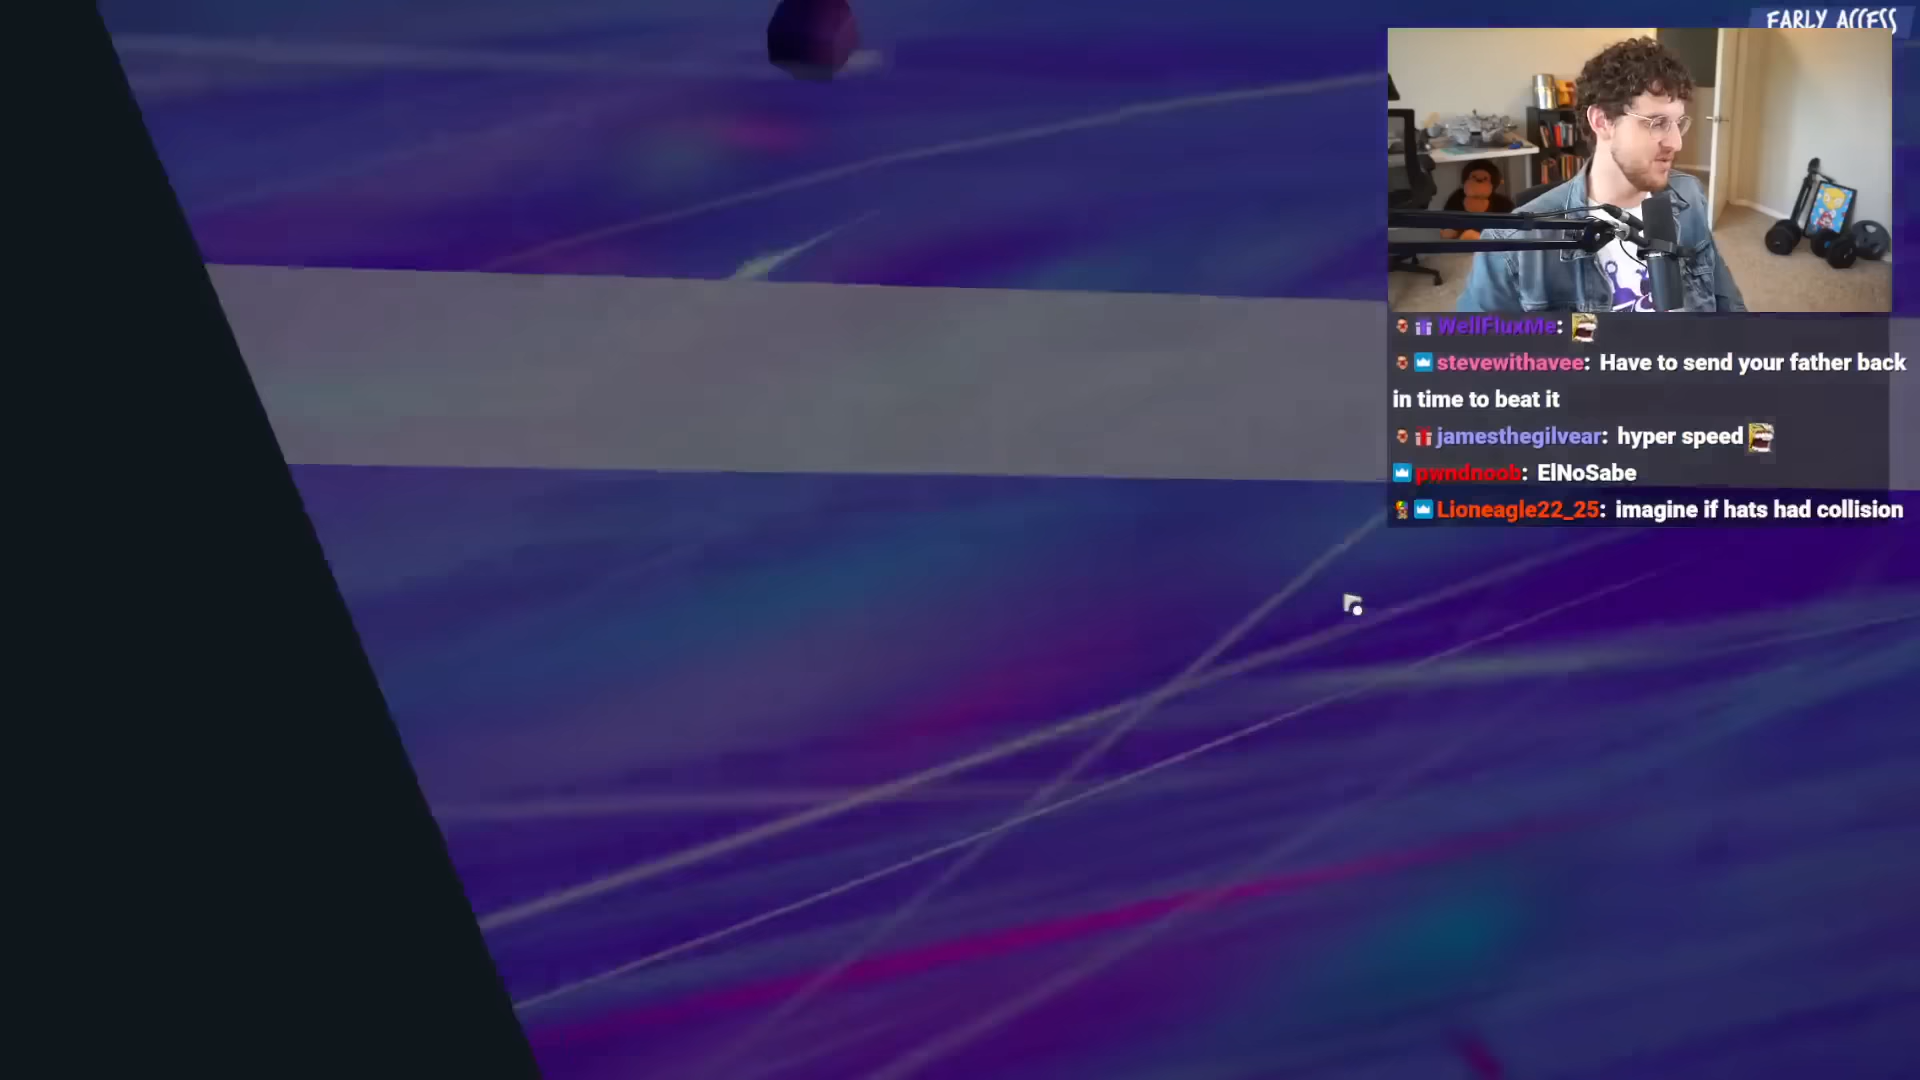 EARLY ACCESS
WellFluxMe:
stevewithavee: Have to send your father back
in time to beat it
jamesthegilvear: hyper speed
pwndnoob: ElNoSabe
Lioneagle22_25: imagine if hats had collision